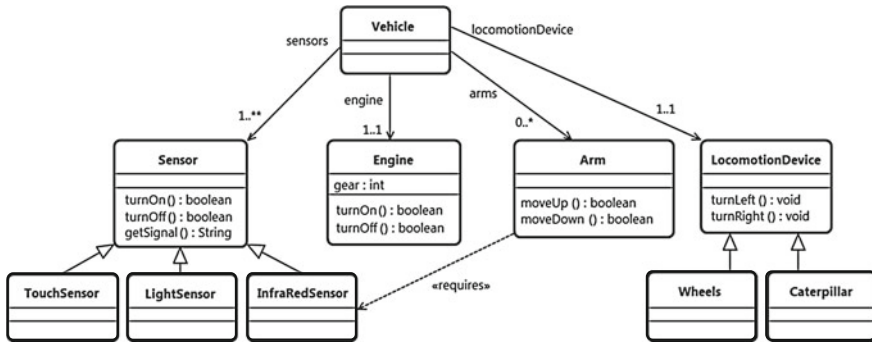 Vehicle
sensors
locomotionDevice
engine
arms
1..**
1..1
0..*
1..1
Sensor
turnOn() : boolean
turnOff() : boolean
getSignal() : String
Engine
gear : int
turnOn() : boolean
turnOff() : boolean
Arm
moveUp () : boolean
moveDown () : boolean
LocomotionDevice
turnLeft () : void
turnRight () : void
«requires»
TouchSensor
LightSensor
InfraRedSensor
Wheels
Caterpillar